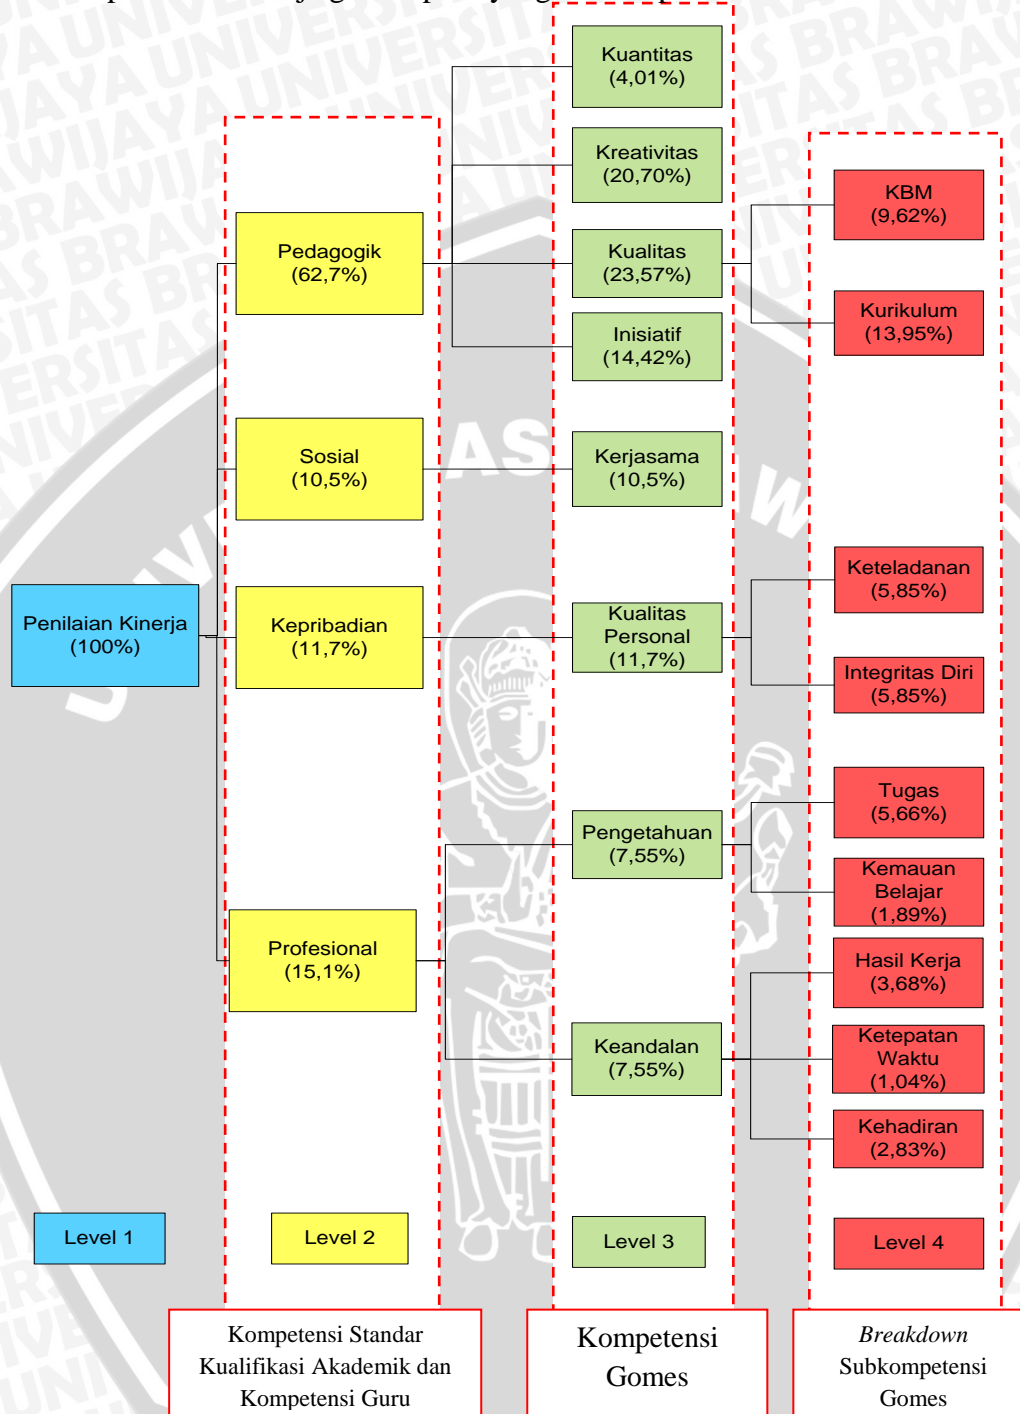 Kuantitas
(4,01%)
Kreativitas
(20,70%)
KBM
(9,62%)
Pedagogik
(62,7%)
Kualitas
(23,57%)
Kurikulum
(13,95%)
Inisiatif
(14,42%)
Sosial
(10,5%)
Kerjasama
(10,5%)
Keteladanan
(5,85%)
Penilaian Kinerja
(100%)
Kepribadian
(11,7%)
Kualitas
Personal
(11,7%)
Integritas Diri
(5,85%)
Tugas
(5,66%)
Pengetahuan
(7,55%)
Kemauan
Belajar
(1,89%)
Profesional
(15,1%)
Hasil Kerja
(3,68%)
Keandalan
(7,55%)
Ketepatan
Waktu
(1,04%)
Kehadiran
(2,83%)
Level 1
Level 2
Level 3
Level 4
Kompetensi Standar
Kualifikasi Akademik dan
Kompetensi Guru
Kompetensi
Gomes
Breakdown
Subkompetensi
Gomes